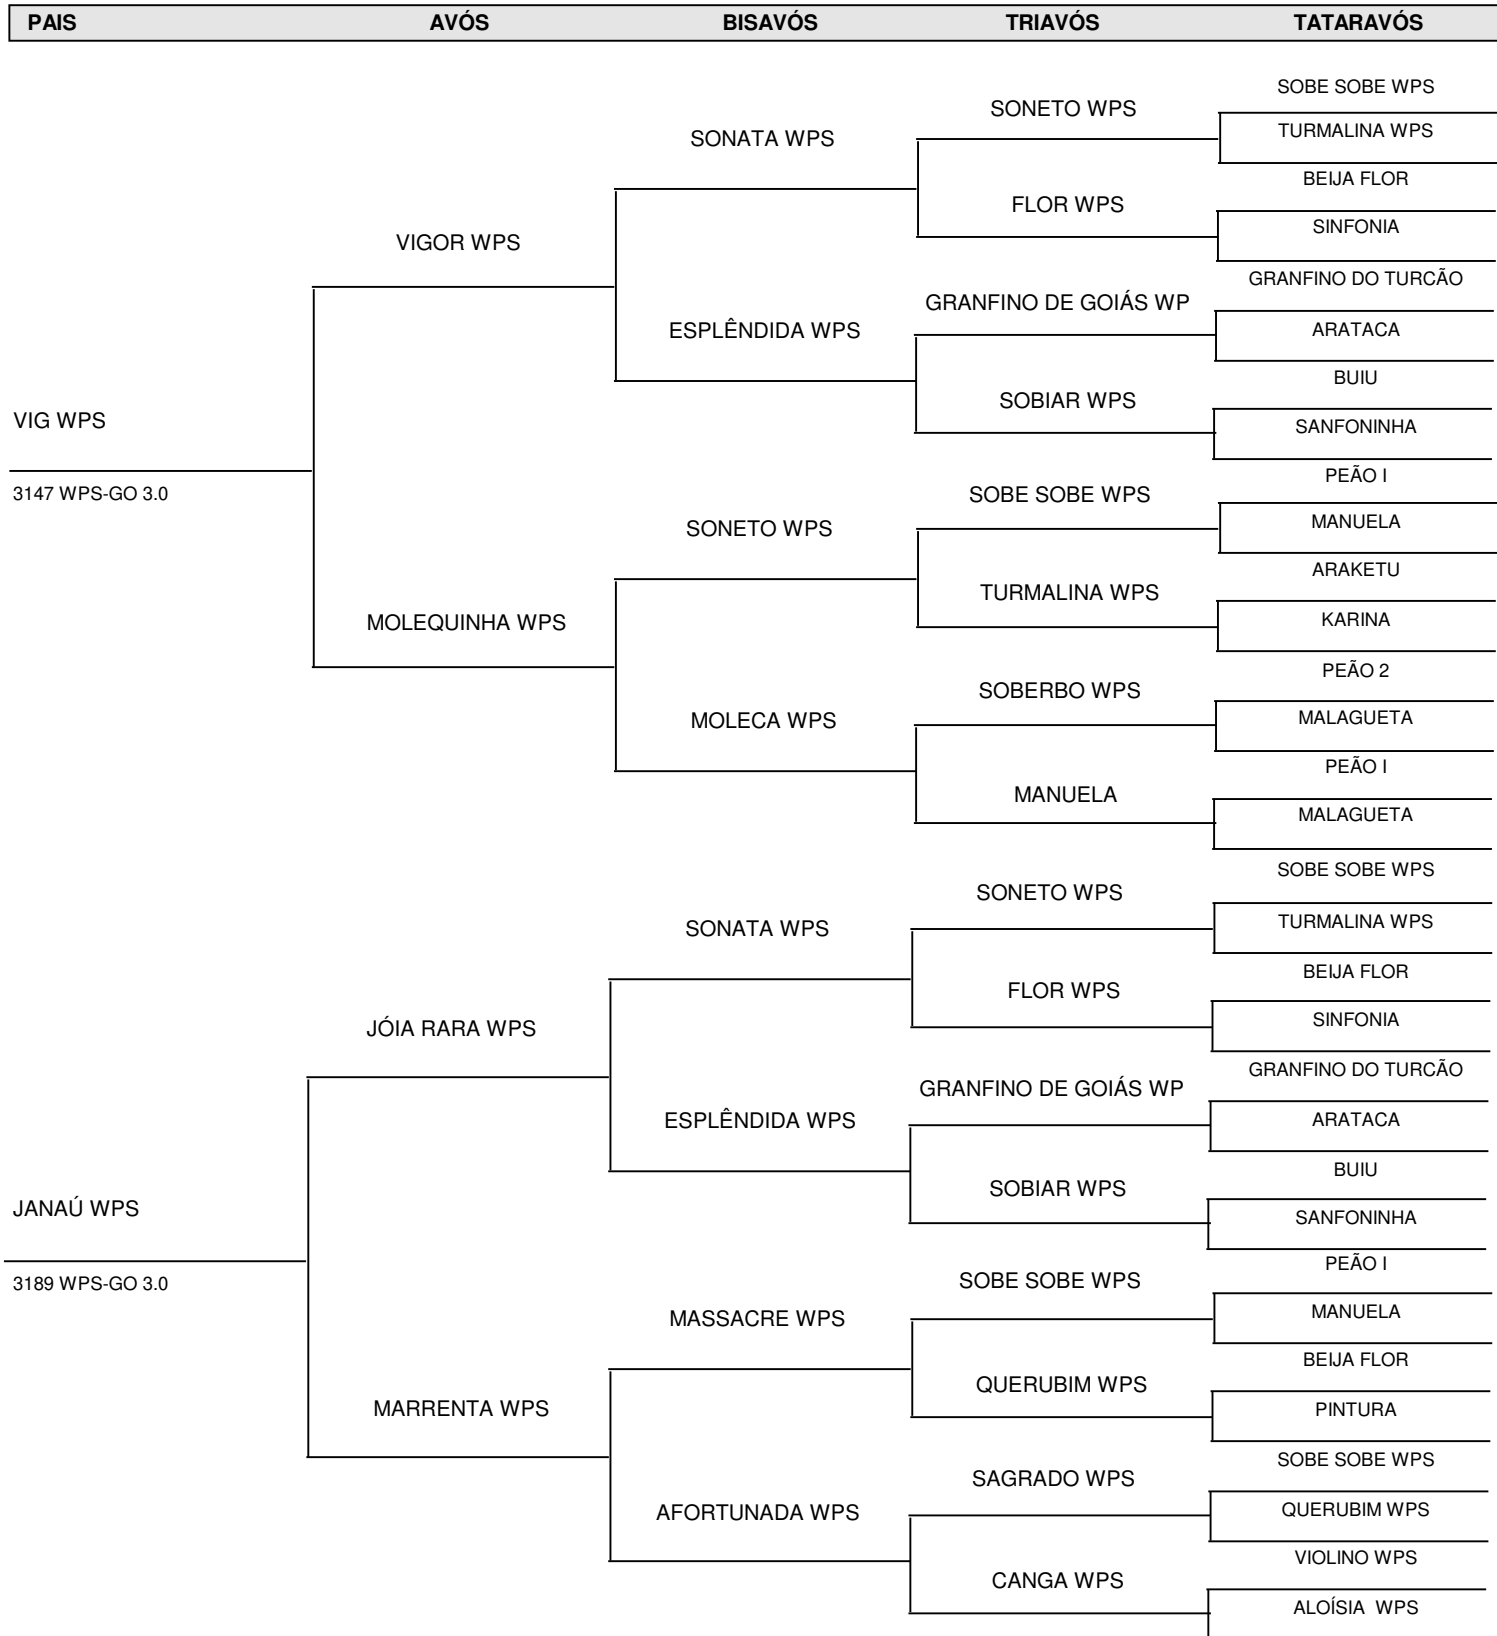 PAIS AVÓS BISAVÓS TRIAVÓS TATARAVÓS
SOBE SOBE WPS
SONETO WPS
TURMALINA WPS
SONATA WPS
BEIJA FLOR
FLOR WPS
SINFONIA
VIGOR WPS
GRANFINO DO TURCÃO
GRANFINO DE GOIÁS WP
ARATACA
ESPLÊNDIDA WPS
BUIU
SOBIAR WPS
VIG WPS
SANFONINHA
PEÃO I
3147 WPS-GO 3.0
SOBE SOBE WPS
MANUELA
SONETO WPS
ARAKETU
TURMALINA WPS
KARINA
MOLEQUINHA WPS
PEÃO 2
SOBERBO WPS
MALAGUETA
MOLECA WPS
PEÃO I
MANUELA
MALAGUETA
SOBE SOBE WPS
SONETO WPS
TURMALINA WPS
SONATA WPS
BEIJA FLOR
FLOR WPS
SINFONIA
JÓIA RARA WPS
GRANFINO DO TURCÃO
GRANFINO DE GOIÁS WP
ARATACA
ESPLÊNDIDA WPS
BUIU
SOBIAR WPS
JANAÚ WPS
SANFONINHA
PEÃO I
3189 WPS-GO 3.0
SOBE SOBE WPS
MANUELA
MASSACRE WPS
BEIJA FLOR
QUERUBIM WPS
MARRENTA WPS
PINTURA
SOBE SOBE WPS
SAGRADO WPS
QUERUBIM WPS
AFORTUNADA WPS
VIOLINO WPS
CANGA WPS
ALOÍSIA WPS